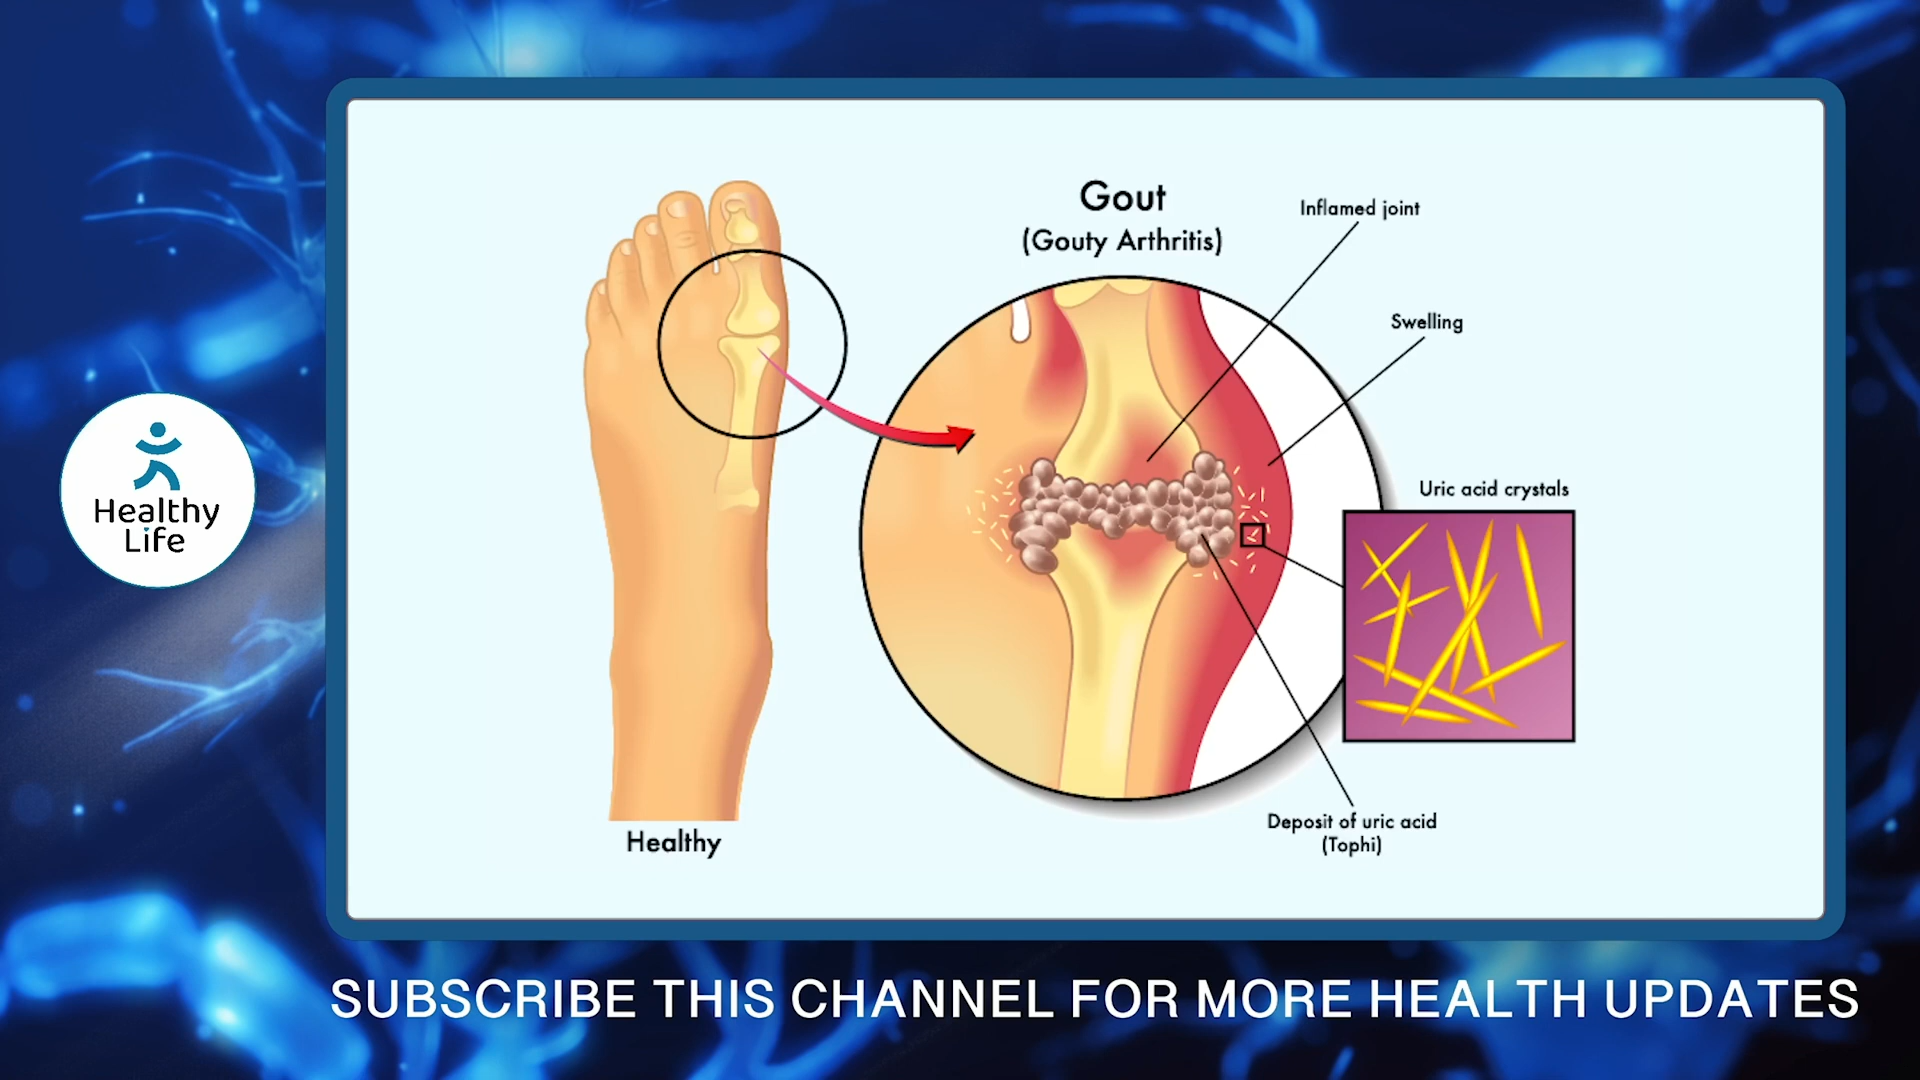 Gout
(Gouty Arthritis)
Inflamed joint
Swelling
Uric acid crystals
Deposit of uric acid
(Tophi)
Healthy
Healthy
Life
SUBSCRIBE THIS CHANNEL FOR MORE HEALTH UPDATES